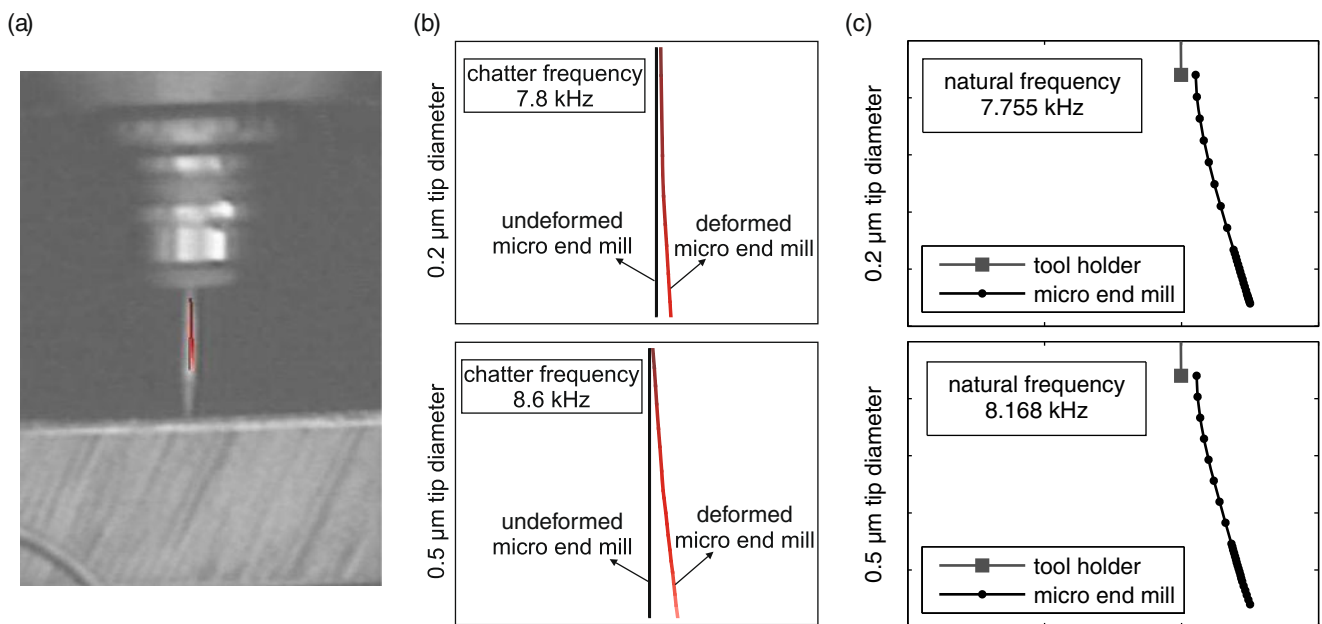 (a)
(b)
(c)
0.2 µm tip diameter
chatter frequency
7.8 kHz
undeformed
micro end mill
deformed
micro end mill
0.2 µm tip diameter
natural frequency
7.755 kHz
tool holder
micro end mill
0.5 µm tip diameter
chatter frequency
8.6 kHz
undeformed
micro end mill
deformed
micro end mill
0.5 µm tip diameter
natural frequency
8.168 kHz
tool holder
micro end mill